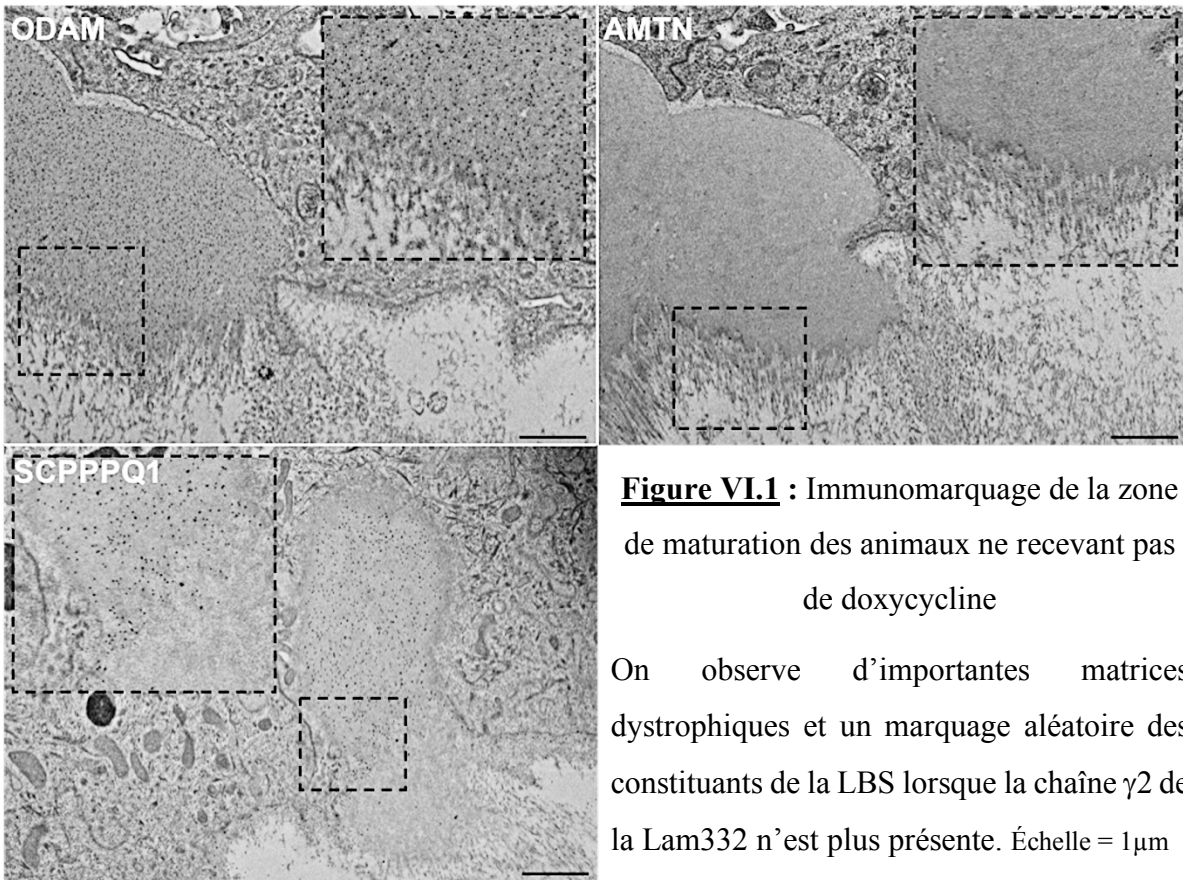 ODAM
AMTN
SCPPPQ1
Figure VI.1 : Immunomarquage de la zone
de maturation des animaux ne recevant pas
de doxycycline
On observe d’importantes matrices
dystrophiques et un marquage aléatoire des
constituants de la LBS lorsque la chaîne γ2 de
la Lam332 n’est plus présente. Échelle = 1µm